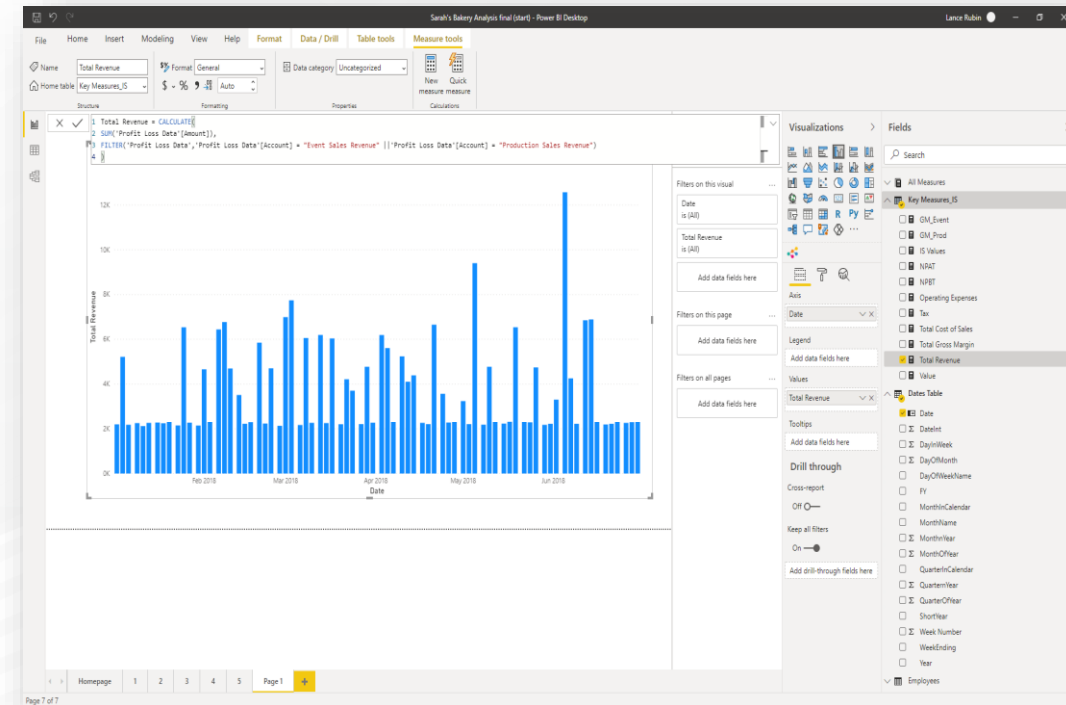 Sarah's Bakery Analysis final (start) - Power BI Desktop
Lance Rubin
File Home Insert Modeling View Help Format Data / Drill Table tools Measure tools
Name Total Revenue
Home table Key Measures_IS
Structure
Format General
$ % Auto
Formatting
Data category Uncategorized
Properties
New measure
Quick measure
Calculations
1 Total Revenue = CALCULATE(
2 SUM('Profit Loss Data'[Amount]),
3 FILTER('Profit Loss Data','Profit Loss Data'[Account] = "Event Sales Revenue" ||'Profit Loss Data'[Account] = "Production Sales Revenue")
4 )
12K
10K
8K
6K
4K
2K
0K
Total Revenue
Feb 2018 Mar 2018 Apr 2018 May 2018 Jun 2018
Date
Filters on this visual ...
Date
is (All)
Total Revenue
is (All)
Add data fields here
Filters on this page ...
Add data fields here
Filters on all pages ...
Add data fields here
Visualizations
R Py
...
Axis
Date
Legend
Add data fields here
Values
Total Revenue
Tooltips
Add data fields here
Drill through
Cross-report
Off
Keep all filters
On
Add drill-through fields here
Fields
Search
All Measures
Key Measures_IS
GM_Event
GM_Prod
IS Values
NPAT
NPBT
Operating Expenses
Tax
Total Cost of Sales
Total Gross Margin
Total Revenue
Value
Dates Table
Date
Σ DateInt
Σ DayInWeek
Σ DayOfMonth
DayOfWeekName
FY
MonthInCalendar
MonthName
Σ MonthnYear
Σ MonthOfYear
QuarterInCalendar
Σ QuarternYear
Σ QuarterOfYear
ShortYear
Σ Week Number
WeekEnding
Year
Employees
Homepage 1 2 3 4 5 Page 1 +
Page 7 of 7